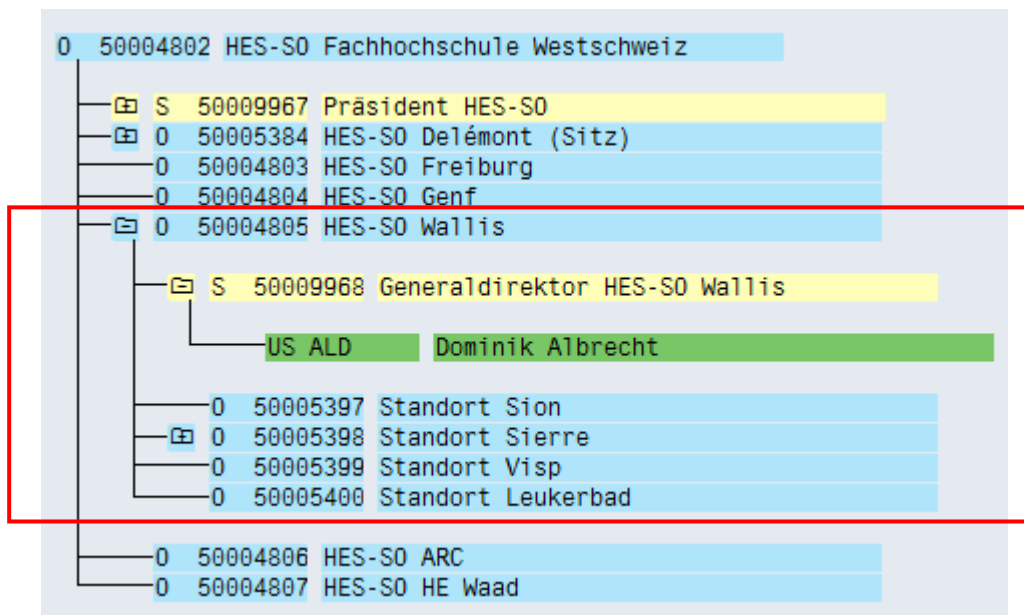 O 50004802 HES-SO Fachhochschule Westschweiz
S 50009967 Präsident HES-SO
O 50005384 HES-SO Delémont (Sitz)
O 50004803 HES-SO Freiburg
O 50004804 HES-SO Genf
O 50004805 HES-SO Wallis
S 50009968 Generaldirektor HES-SO Wallis
US ALD Dominik Albrecht
O 50005397 Standort Sion
O 50005398 Standort Sierre
O 50005399 Standort Visp
O 50005400 Standort Leukerbad
O 50004806 HES-SO ARC
O 50004807 HES-SO HE Waad